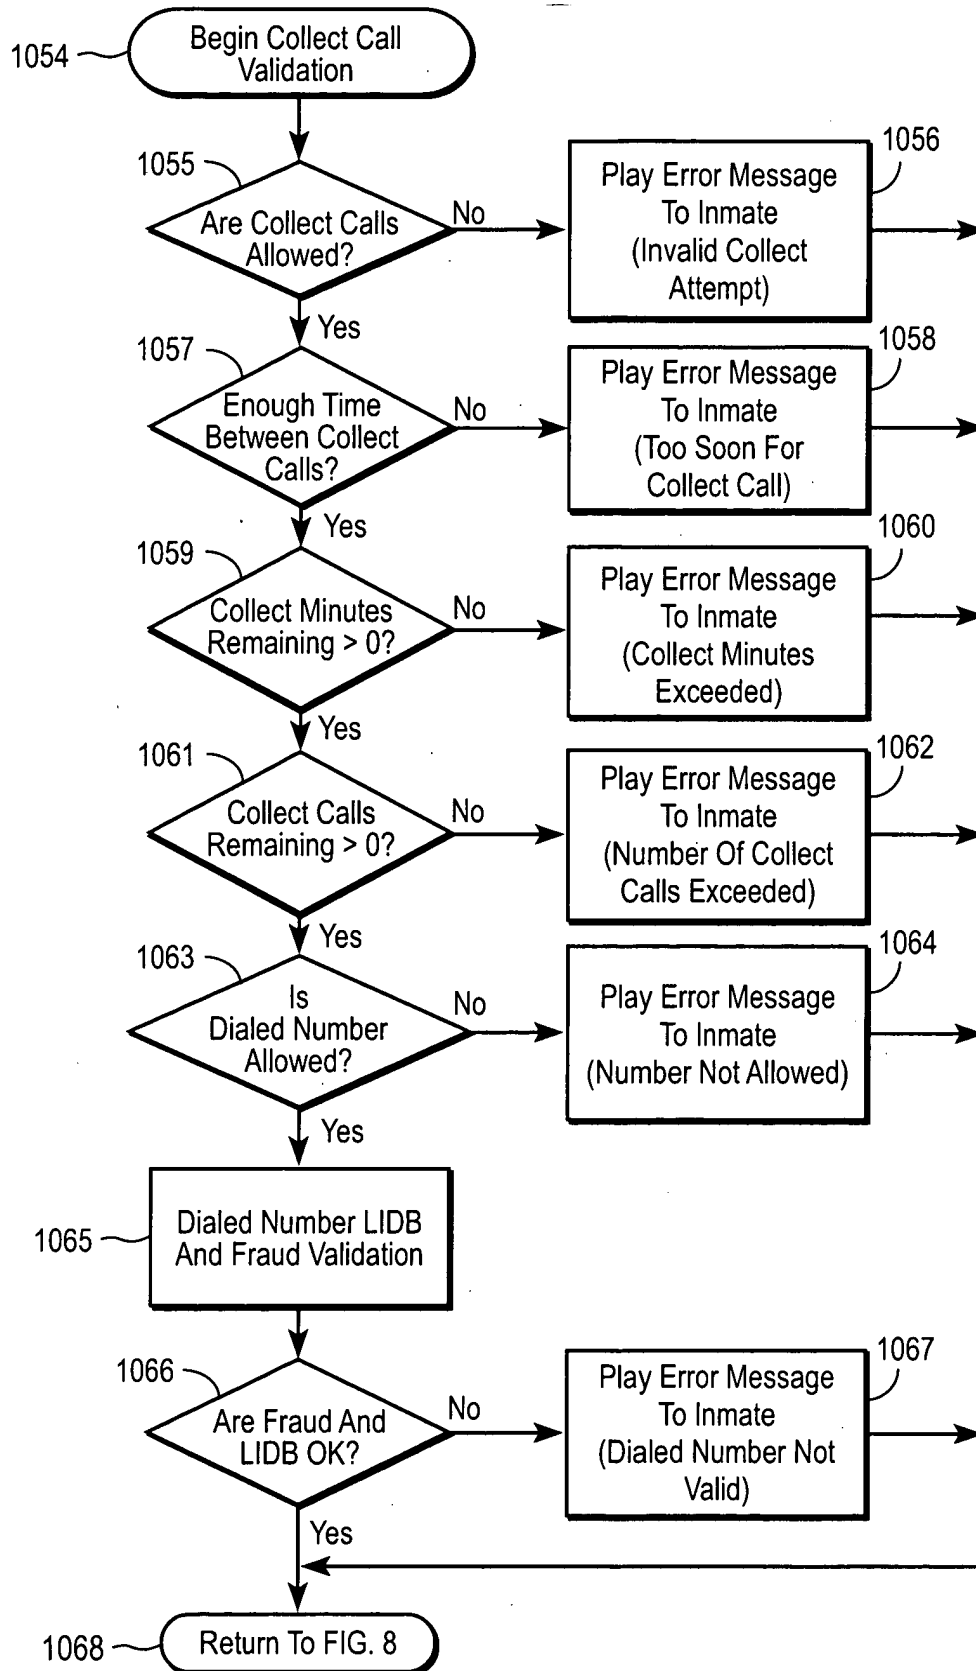 1054
Begin Collect Call
Validation
1055
Are Collect Calls
Allowed?
No
Yes
1056
Play Error Message
To Inmate
(Invalid Collect
Attempt)
1057
Enough Time
Between Collect
Calls?
No
Yes
1058
Play Error Message
To Inmate
(Too Soon For
Collect Call)
1059
Collect Minutes
Remaining > 0?
No
Yes
1060
Play Error Message
To Inmate
(Collect Minutes
Exceeded)
1061
Collect Calls
Remaining > 0?
No
Yes
1062
Play Error Message
To Inmate
(Number Of Collect
Calls Exceeded)
1063
Is
Dialed Number
Allowed?
No
Yes
1064
Play Error Message
To Inmate
(Number Not Allowed)
1065
Dialed Number LIDB
And Fraud Validation
1066
Are Fraud And
LIDB OK?
No
Yes
1067
Play Error Message
To Inmate
(Dialed Number Not
Valid)
1068
Return To FIG. 8